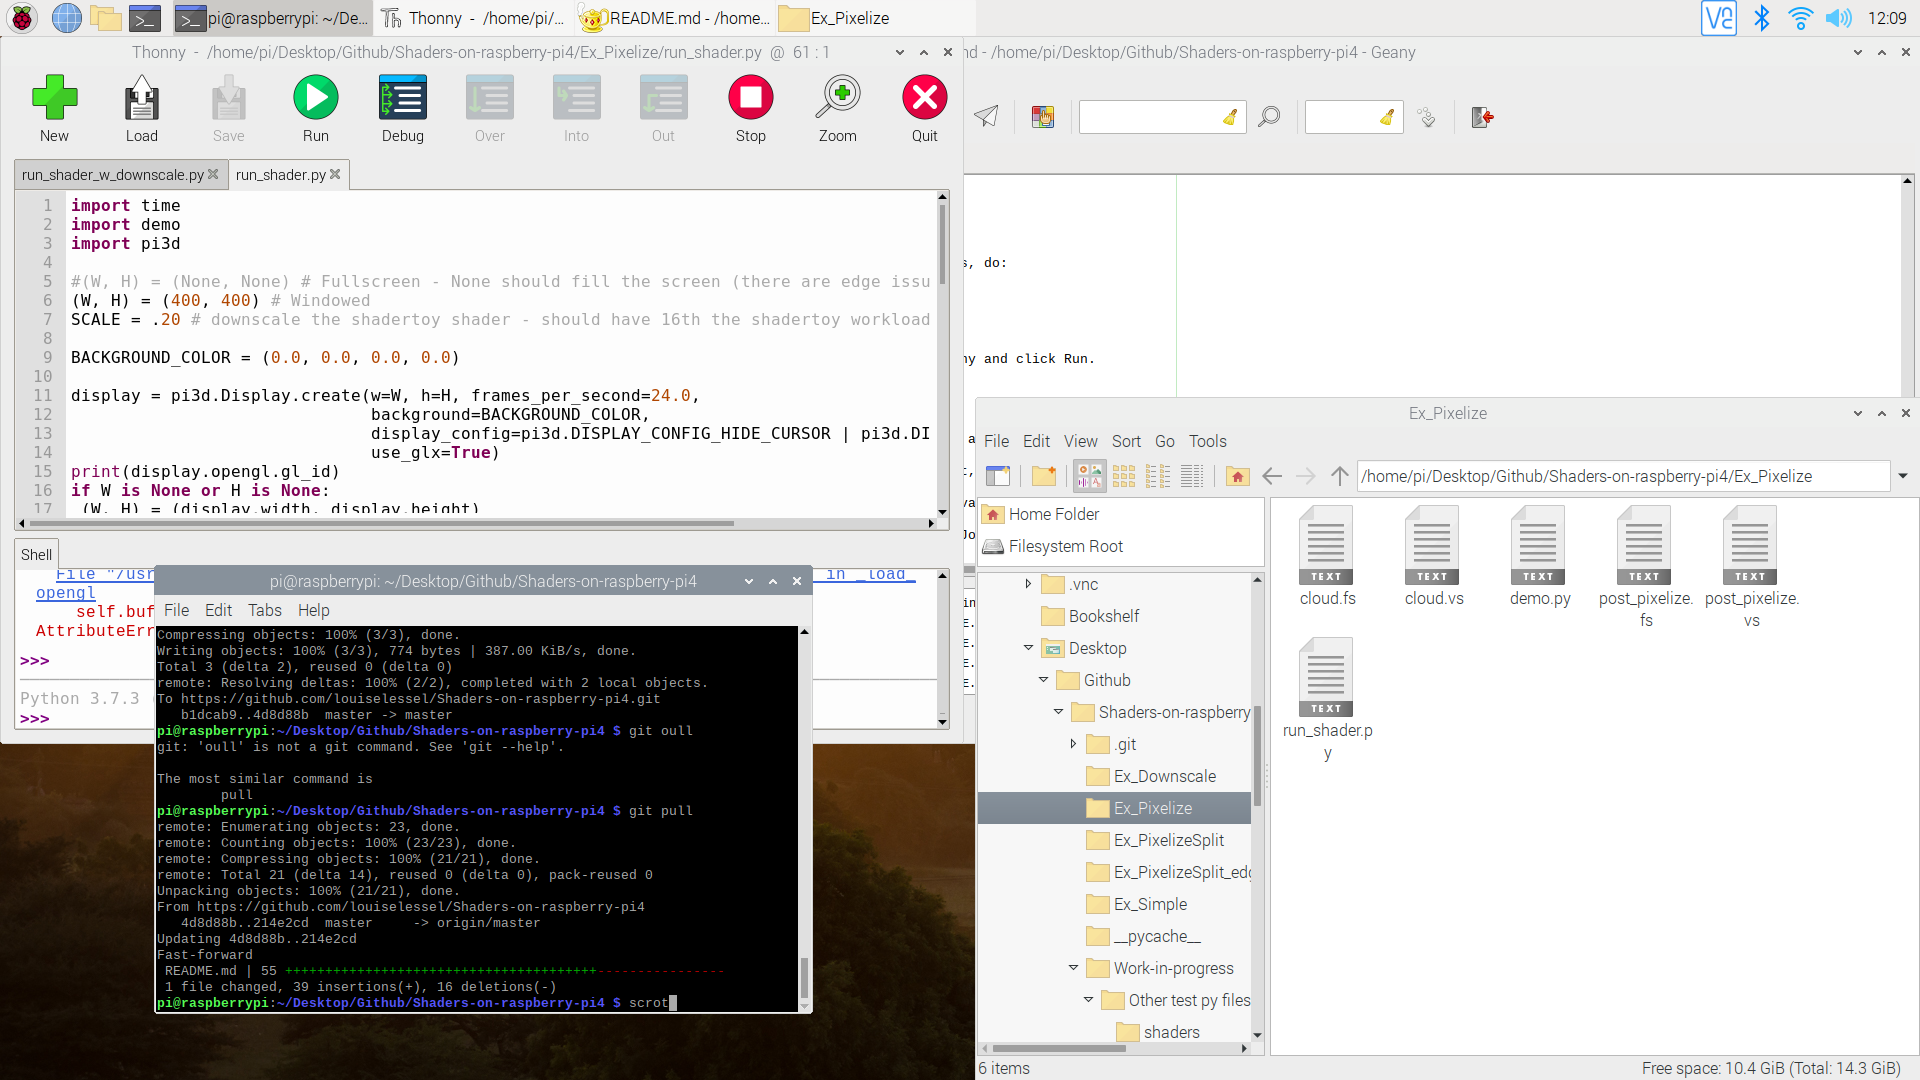 pi@raspberrypi: ~/De...
Thonny  -  /home/pi/...
README.md - /home...
Ex_Pixelize
12:09
Thonny  -  /home/pi/Desktop/Github/Shaders-on-raspberry-pi4/Ex_Pixelize/run_shader.py  @  61 : 1
New
Load
Save
Run
Debug
Over
Into
Out
Stop
Zoom
Quit
run_shader_w_downscale.py
run_shader.py
1 import time
2 import demo
3 import pi3d
4
5 #(W, H) = (None, None) # Fullscreen - None should fill the screen (there are edge issu
6 (W, H) = (400, 400) # Windowed
7 SCALE = .20 # downscale the shadertoy shader - should have 16th the shadertoy workload
8
9 BACKGROUND_COLOR = (0.0, 0.0, 0.0, 0.0)
10
11 display = pi3d.Display.create(w=W, h=H, frames_per_second=24.0,
12 background=BACKGROUND_COLOR,
13 display_config=pi3d.DISPLAY_CONFIG_HIDE_CURSOR | pi3d.DI
14 use_glx=True)
15 print(display.opengl.gl_id)
16 if W is None or H is None:
17 (W, H) = (display.width, display.height)
Shell
File "/usr
in _load_
opengl
self.buf
AttributeErr
>>>
Python 3.7.3 (
>>>
pi@raspberrypi: ~/Desktop/Github/Shaders-on-raspberry-pi4
File Edit Tabs Help
Compressing objects: 100% (3/3), done.
Writing objects: 100% (3/3), 774 bytes | 387.00 KiB/s, done.
Total 3 (delta 2), reused 0 (delta 0)
remote: Resolving deltas: 100% (2/2), completed with 2 local objects.
To https://github.com/louiselessel/Shaders-on-raspberry-pi4.git
b1dcab9..4d8d88b  master -> master
pi@raspberrypi:~/Desktop/Github/Shaders-on-raspberry-pi4 $ git oull
git: 'oull' is not a git command. See 'git --help'.

The most similar command is
pull
pi@raspberrypi:~/Desktop/Github/Shaders-on-raspberry-pi4 $ git pull
remote: Enumerating objects: 23, done.
remote: Counting objects: 100% (23/23), done.
remote: Compressing objects: 100% (21/21), done.
remote: Total 21 (delta 14), reused 0 (delta 0), pack-reused 0
Unpacking objects: 100% (21/21), done.
From https://github.com/louiselessel/Shaders-on-raspberry-pi4
4d8d88b..214e2cd  master     -> origin/master
Updating 4d8d88b..214e2cd
Fast-forward
README.md | 55 +++++++++++++++++++++++++++++++++++++++----------------
1 file changed, 39 insertions(+), 16 deletions(-)
pi@raspberrypi:~/Desktop/Github/Shaders-on-raspberry-pi4 $ scrot
nd - /home/pi/Desktop/Github/Shaders-on-raspberry-pi4 - Geany
s, do:
ny and click Run.
Ex_Pixelize
File Edit View Sort Go Tools
/home/pi/Desktop/Github/Shaders-on-raspberry-pi4/Ex_Pixelize
Home Folder
Filesystem Root
.vnc
Bookshelf
Desktop
Github
Shaders-on-raspberry
.git
Ex_Downscale
Ex_Pixelize
Ex_PixelizeSplit
Ex_PixelizeSplit_edg
Ex_Simple
__pycache__
Work-in-progress
Other test py files
shaders
TEXT TEXT TEXT TEXT TEXT
cloud.fs
cloud.vs
demo.py
post_pixelize.
fs
post_pixelize.
vs
TEXT
run_shader.p
y
6 items
Free space: 10.4 GiB (Total: 14.3 GiB)